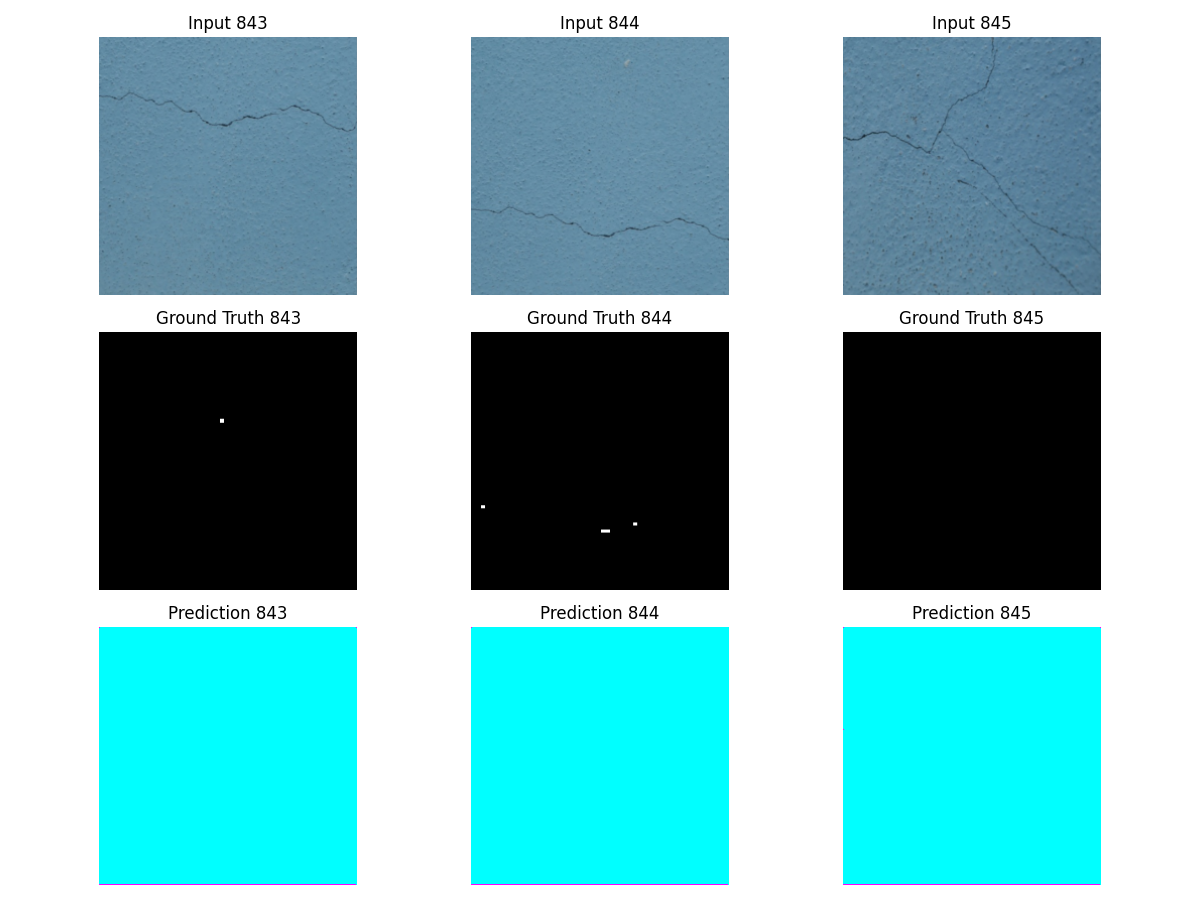 Input 843
Input 844
Input 845
Ground Truth 843
Ground Truth 844
Ground Truth 845
Prediction 843
Prediction 844
Prediction 845